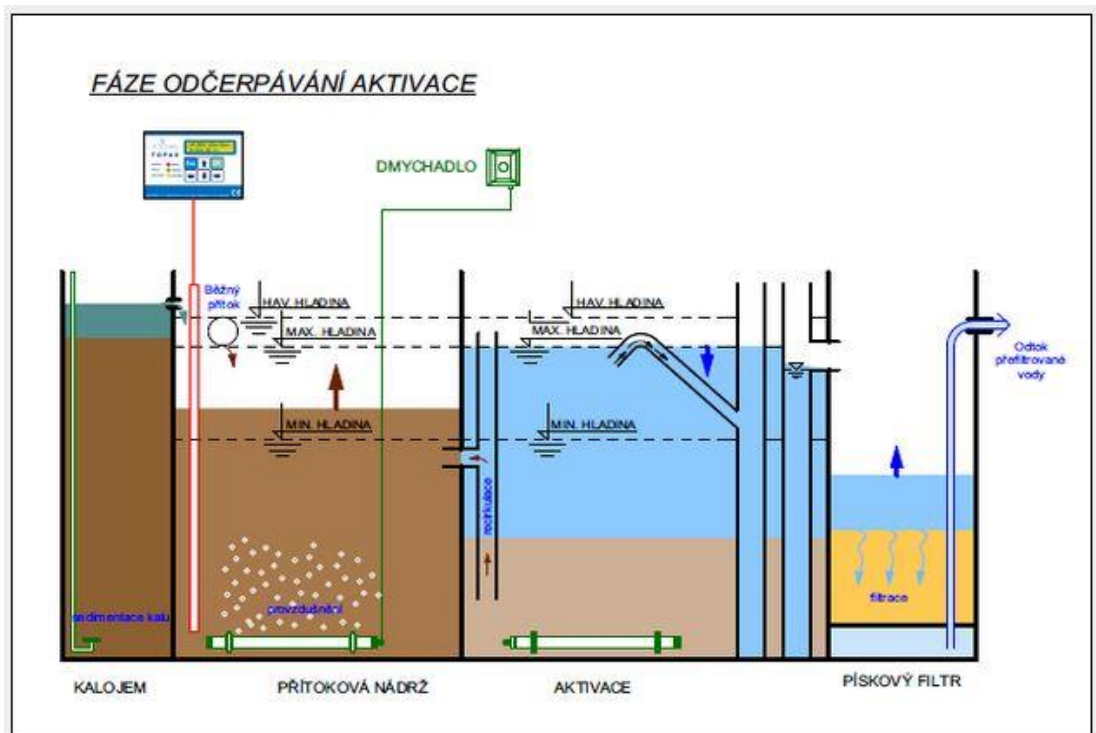 FÁZE ODČERPÁVÁNÍ AKTIVACE
TOPAS
DMYCHADLO
Běžný
přítok
HAV. HLADINA
MAX. HLADINA
MIN. HLADINA
HAV. HLADINA
MAX. HLADINA
MIN. HLADINA
Odtok
přefiltrované
vody
recirkulace
sedimentace kalu
provzdušnění
filtrace
KALOJEM
PŘÍTOKOVÁ NÁDRŽ
AKTIVACE
PÍSKOVÝ FILTR